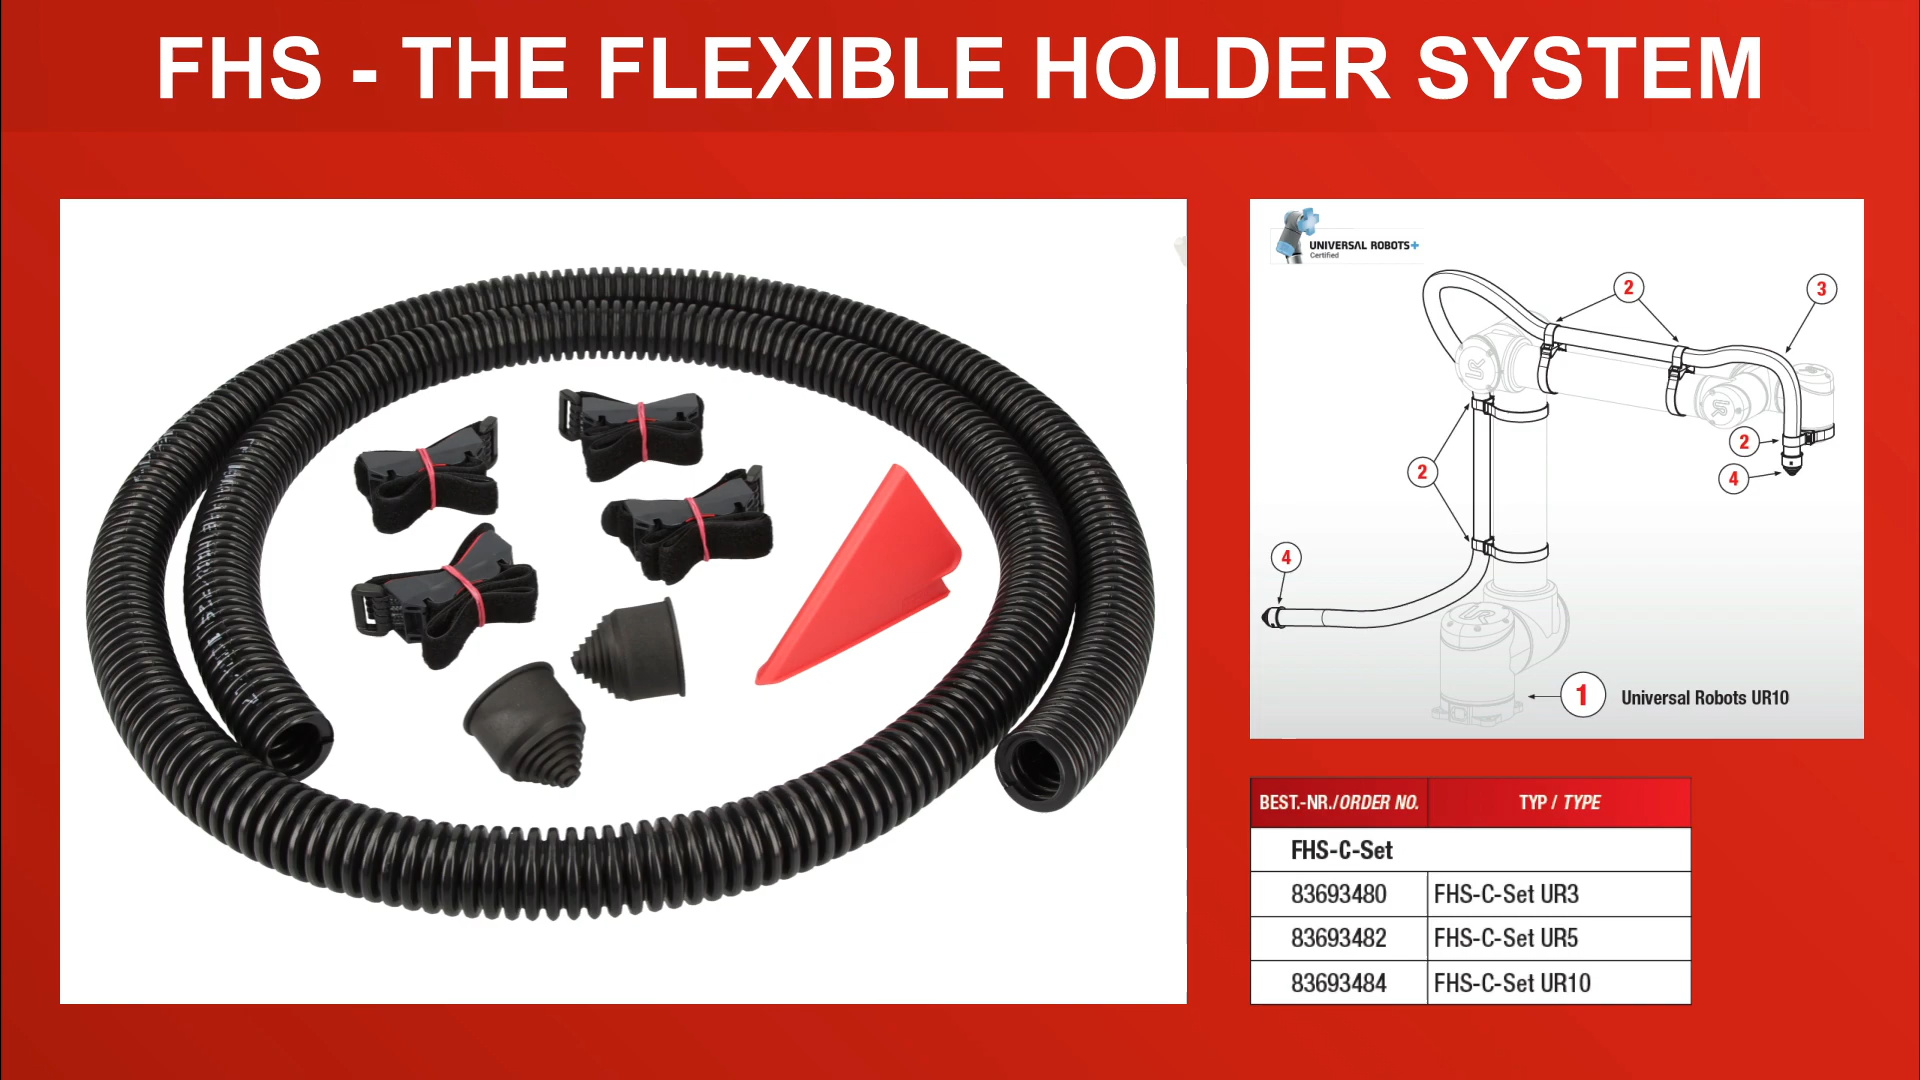 FHS - THE FLEXIBLE HOLDER SYSTEM
UNIVERSAL ROBOTS+
Certified
2
3
2
4
2
4
1
Universal Robots UR10
BEST.-NR./ORDER NO.
TYP / TYPE
FHS-C-Set
83693480
FHS-C-Set UR3
83693482
FHS-C-Set UR5
83693484
FHS-C-Set UR10